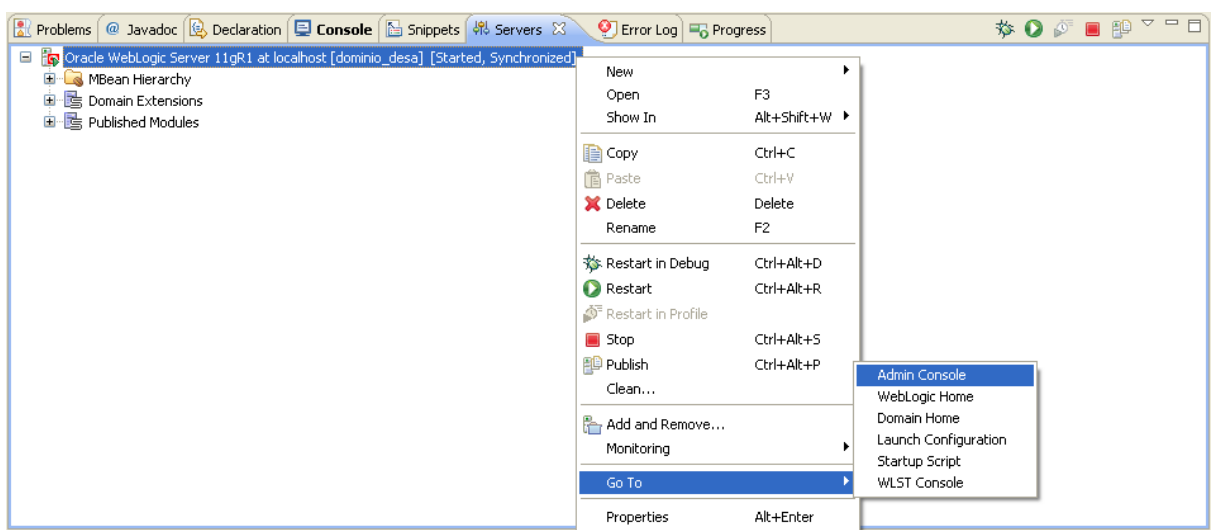 Problems @ Javadoc Declaration Console Snippets Servers Error Log Progress
Oracle WebLogic Server 11gR1 at localhost [dominio_desa] [Started, Synchronized]
MBean Hierarchy
Domain Extensions
Published Modules
New
Open F3
Show In Alt+Shift+W
Copy Ctrl+C
Paste Ctrl+V
Delete Delete
Rename F2
Restart in Debug Ctrl+Alt+D
Restart Ctrl+Alt+R
Restart in Profile
Stop Ctrl+Alt+S
Publish Ctrl+Alt+P
Clean...
Add and Remove...
Monitoring
Go To
Properties Alt+Enter
Admin Console
WebLogic Home
Domain Home
Launch Configuration
Startup Script
WLST Console